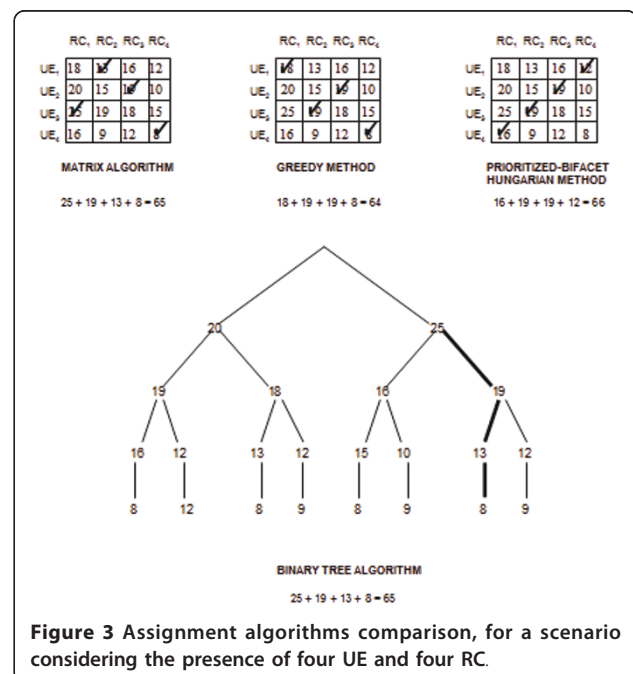 RC₁ RC₂ RC₃ RC₄
UE₁ 18 13 16 12
UE₂ 20 15 19 10
UE₃ 25 19 18 15
UE₄ 16 9 12 8
MATRIX ALGORITHM
25 + 19 + 13 + 8 = 65
RC₁ RC₂ RC₃ RC₄
UE₁ 18 13 16 12
UE₂ 20 15 19 10
UE₃ 25 19 18 15
UE₄ 16 9 12 8
GREEDY METHOD
18 + 19 + 19 + 8 = 64
RC₁ RC₂ RC₃ RC₄
UE₁ 18 13 16 12
UE₂ 20 15 19 10
UE₃ 25 19 18 15
UE₄ 16 9 12 8
PRIORITIZED-BIFACET
HUNGARIAN METHOD
16 + 19 + 19 + 12 = 66
20 25
19 18 16 19
16 12 13 12 15 10 13 12
8 12 8 9 8 9 8 9
BINARY TREE ALGORITHM
25 + 19 + 13 + 8 = 65
Figure 3 Assignment algorithms comparison, for a scenario
considering the presence of four UE and four RC.